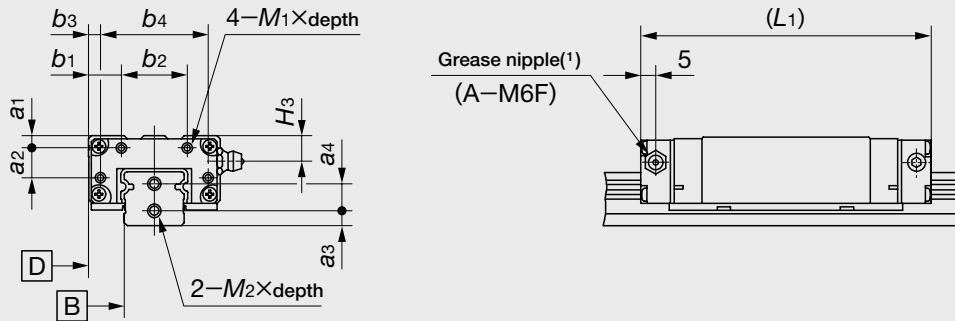 b3 b4 4−M1×depth
b1 b2
a1
a2
H3
a4
a3
D
B
2−M2×depth
(L1)
Grease nipple(1)
5
(A−M6F)